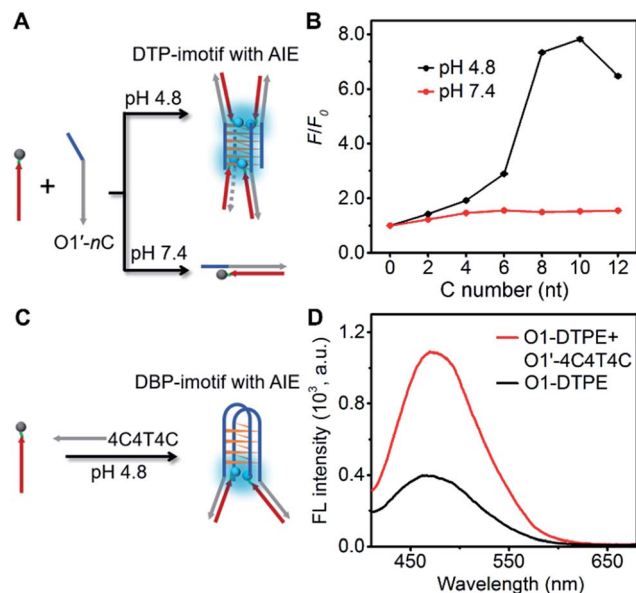 A
DTP-imotif with AIE
pH 4.8
+
O1'-nC
pH 7.4
B
F/F0
8.0
6.0
4.0
2.0
0.0
pH 4.8
pH 7.4
0 2 4 6 8 10 12
C number (nt)
C
DBP-imotif with AIE
4C4T4C
pH 4.8
D
FL intensity (10³, a.u.)
1.2
0.8
0.4
0.0
O1-DTPE+
O1'-4C4T4C
O1-DTPE
450 550 650
Wavelength (nm)